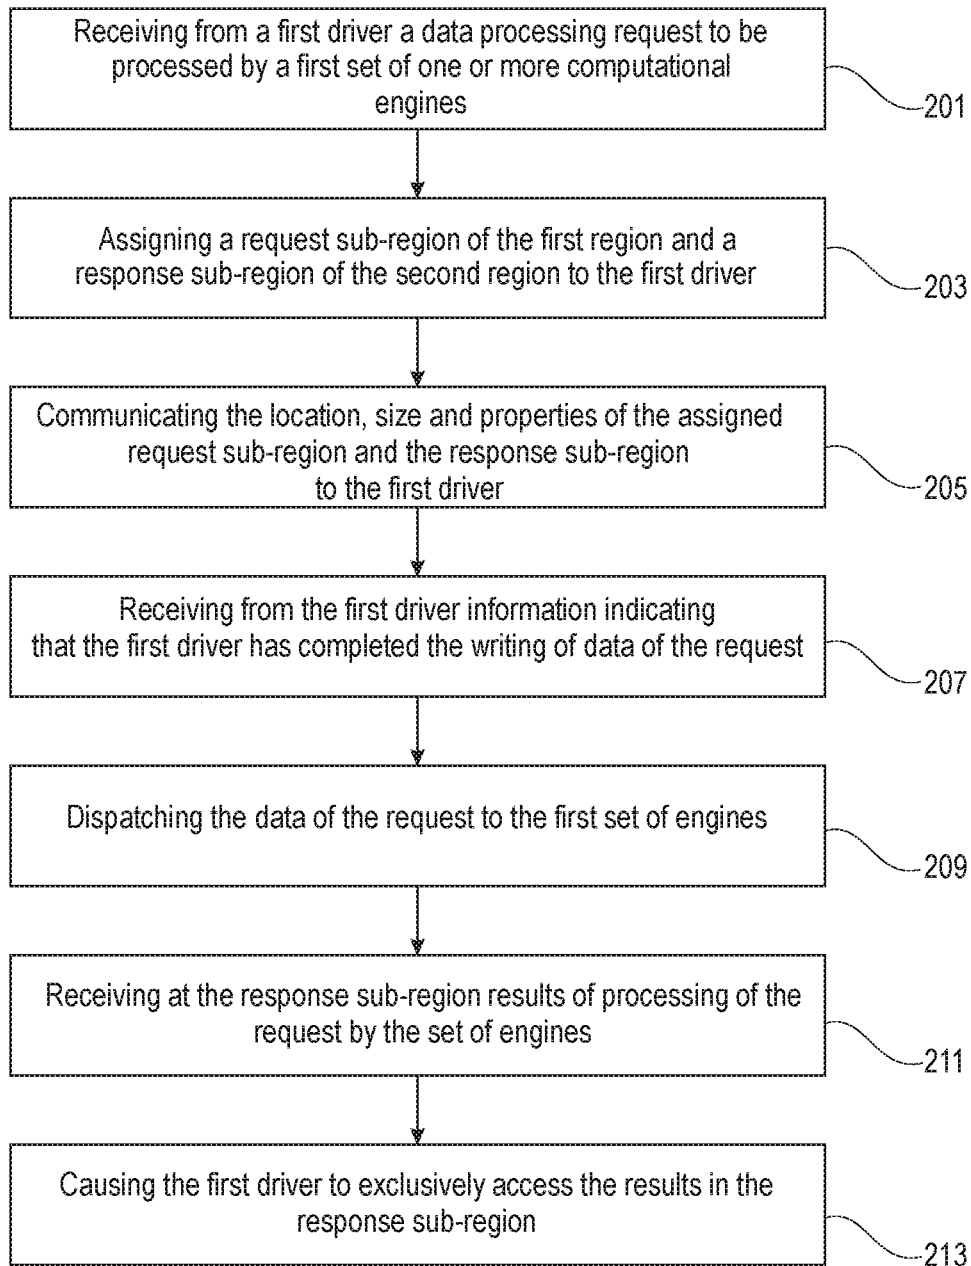 Receiving from a first driver a data processing request to be
processed by a first set of one or more computational
engines
201
Assigning a request sub-region of the first region and a
response sub-region of the second region to the first driver
203
Communicating the location, size and properties of the assigned
request sub-region and the response sub-region
to the first driver
205
Receiving from the first driver information indicating
that the first driver has completed the writing of data of the request
207
Dispatching the data of the request to the first set of engines
209
Receiving at the response sub-region results of processing of the
request by the set of engines
211
Causing the first driver to exclusively access the results in the
response sub-region
213